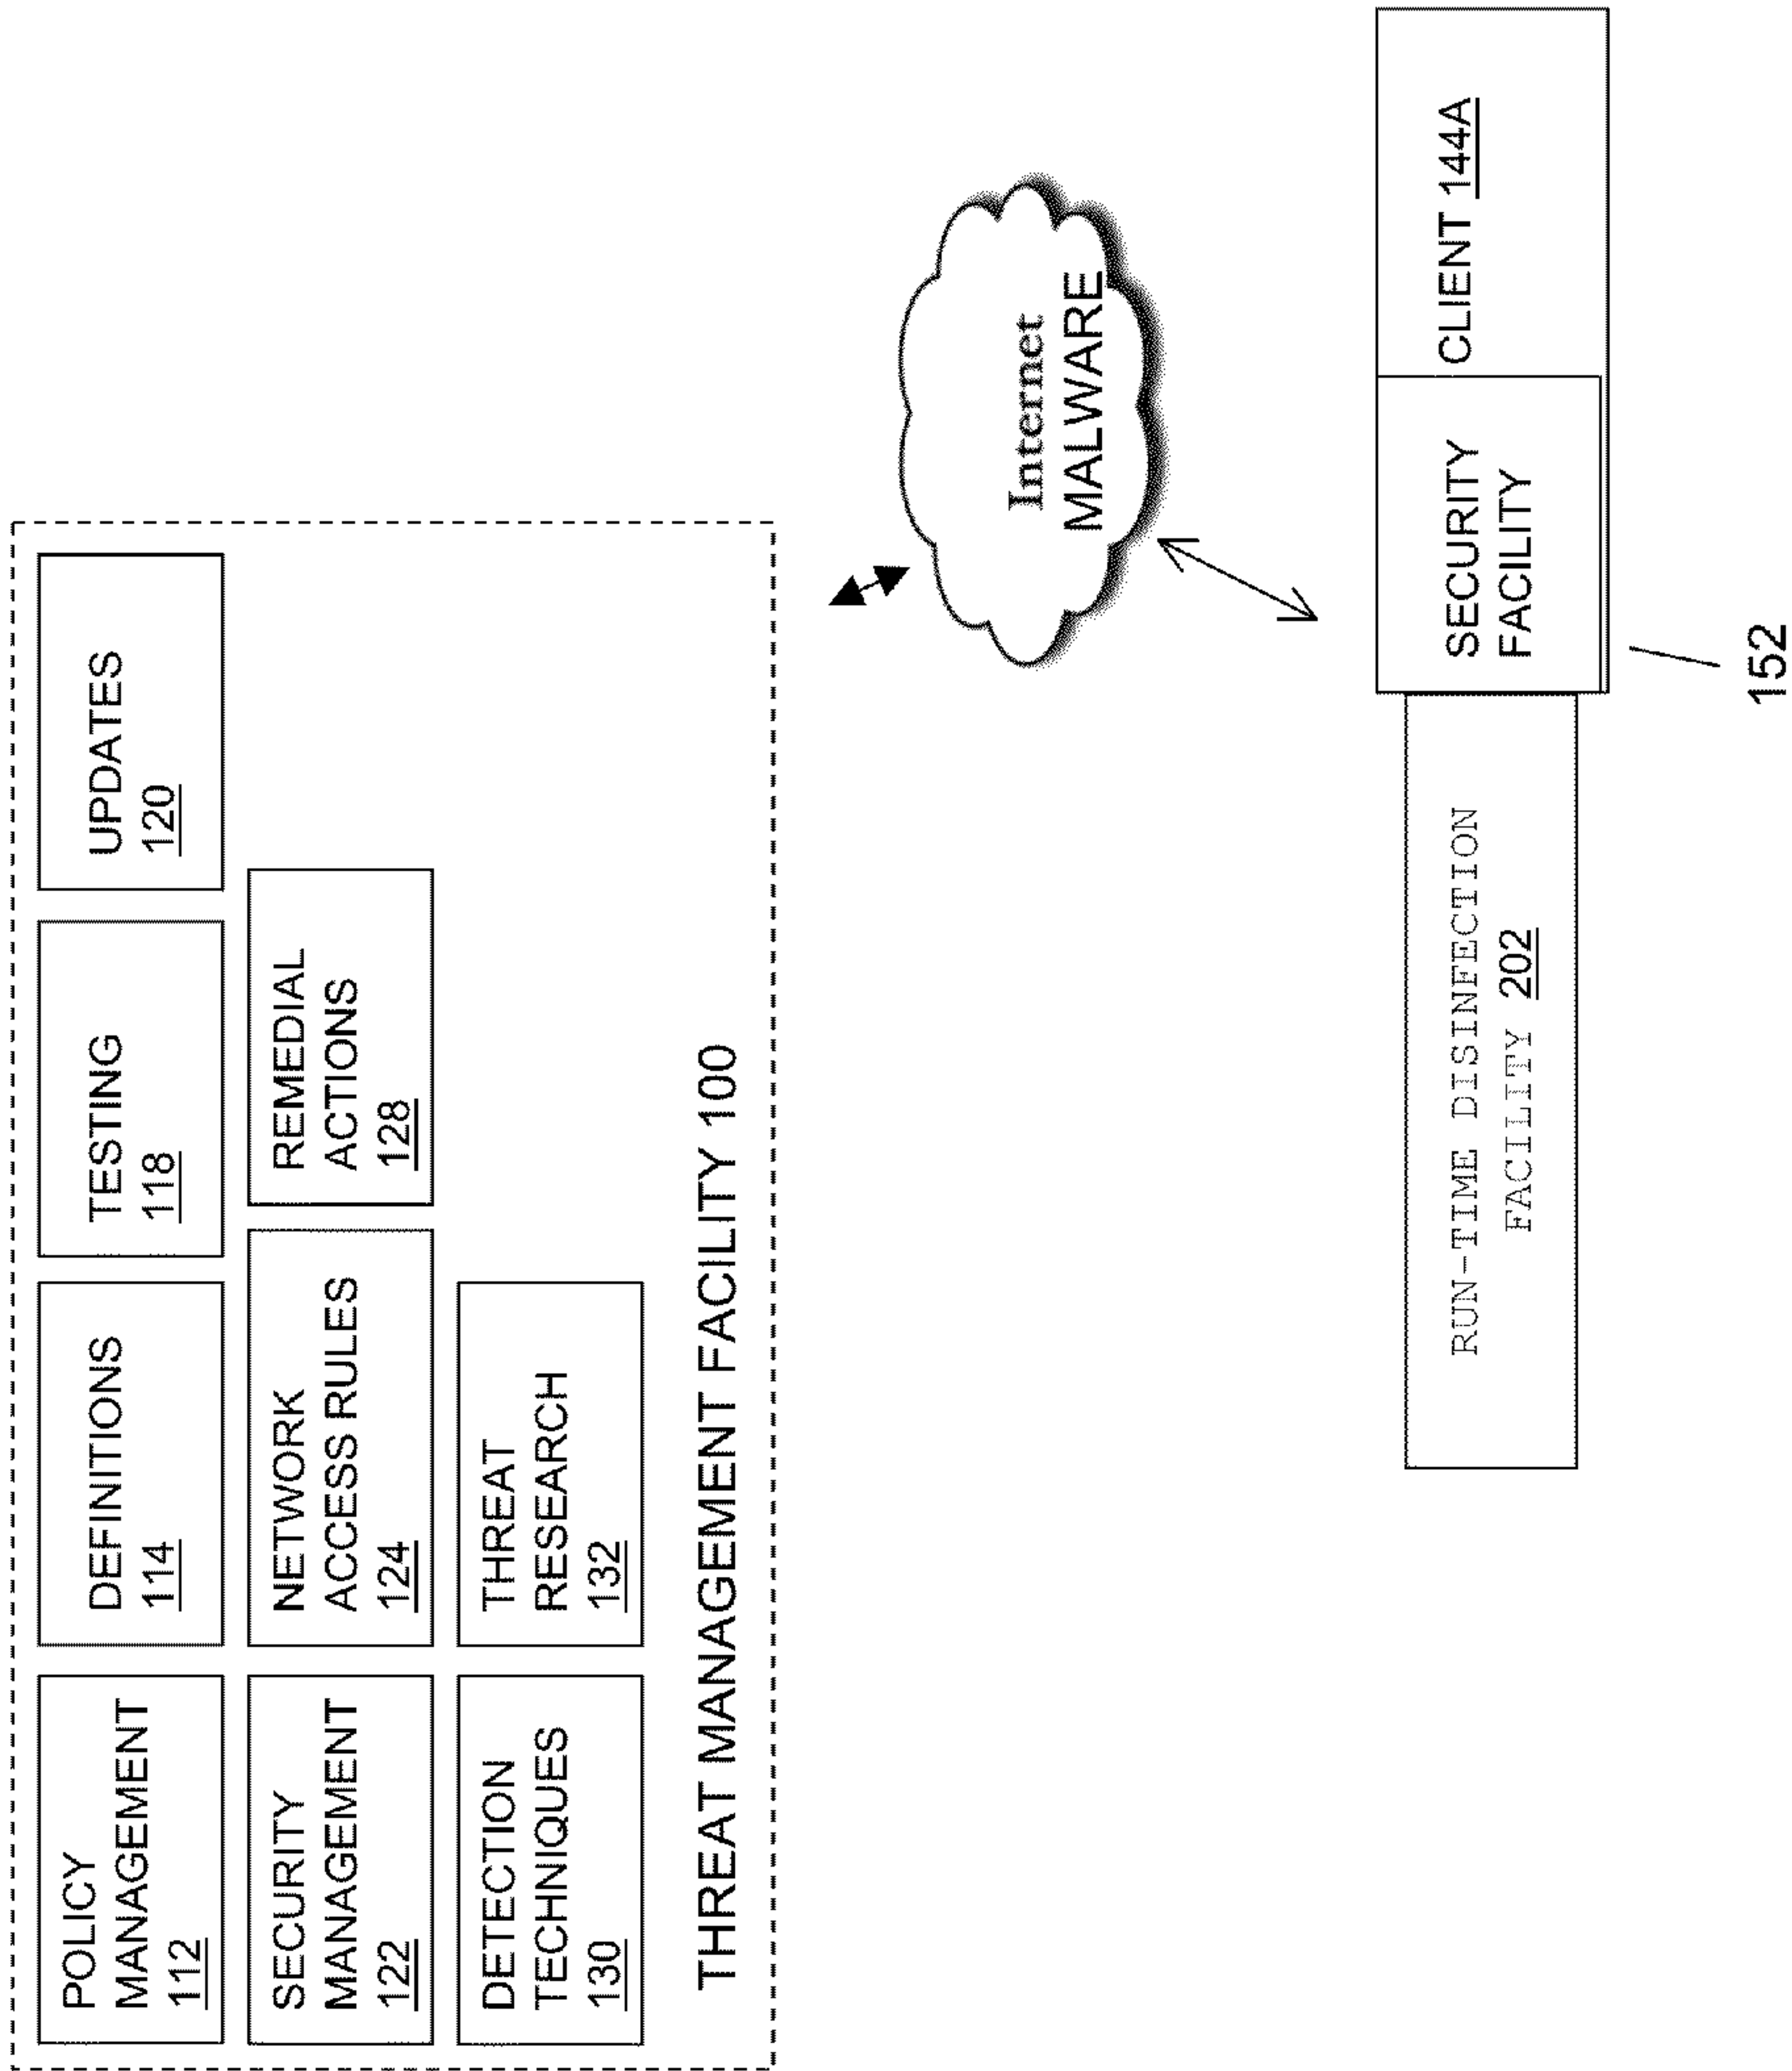 POLICY
MANAGEMENT
112
DEFINITIONS
114
TESTING
118
UPDATES
120
SECURITY
MANAGEMENT
122
NETWORK
ACCESS RULES
124
REMEDIAL
ACTIONS
128
DETECTION
TECHNIQUES
130
THREAT
RESEARCH
132
THREAT MANAGEMENT FACILITY 100
Internet
MALWARE
RUN-TIME DISINFECTION
FACILITY 202
SECURITY
FACILITY
CLIENT 144A
152